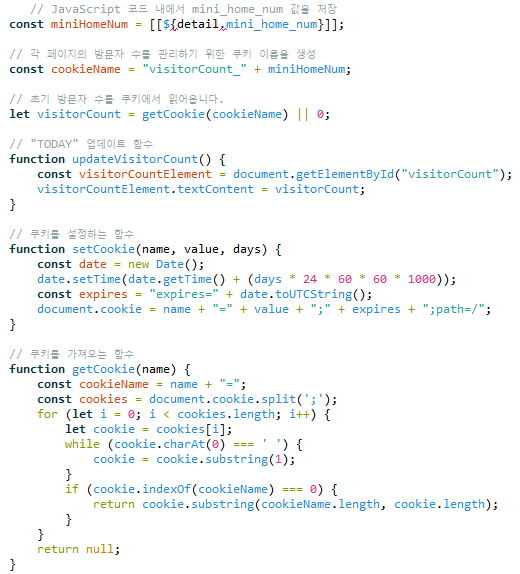 // JavaScript 코드 내에서 mini_home_num 값을 저장
const miniHomeNum = [[${detail.mini_home_num}]];
// 각 페이지의 방문자 수를 관리하기 위한 쿠키 이름을 생성
const cookieName = "visitorCount_" + miniHomeNum;
// 초기 방문자 수를 쿠키에서 읽어옵니다.
let visitorCount = getCookie(cookieName) || 0;
// "TODAY" 업데이트 함수
function updateVisitorCount() {
    const visitorCountElement = document.getElementById("visitorCount");
    visitorCountElement.textContent = visitorCount;
}
// 쿠키를 설정하는 함수
function setCookie(name, value, days) {
    const date = new Date();
    date.setTime(date.getTime() + (days * 24 * 60 * 60 * 1000));
    const expires = "expires=" + date.toUTCString();
    document.cookie = name + "=" + value + ";" + expires + ";path=/";
}
// 쿠키를 가져오는 함수
function getCookie(name) {
    const cookieName = name + "=";
    const cookies = document.cookie.split(';');
    for (let i = 0; i < cookies.length; i++) {
        let cookie = cookies[i];
        while (cookie.charAt(0) === ' ') {
            cookie = cookie.substring(1);
        }
        if (cookie.indexOf(cookieName) === 0) {
            return cookie.substring(cookieName.length, cookie.length);
        }
    }
    return null;
}